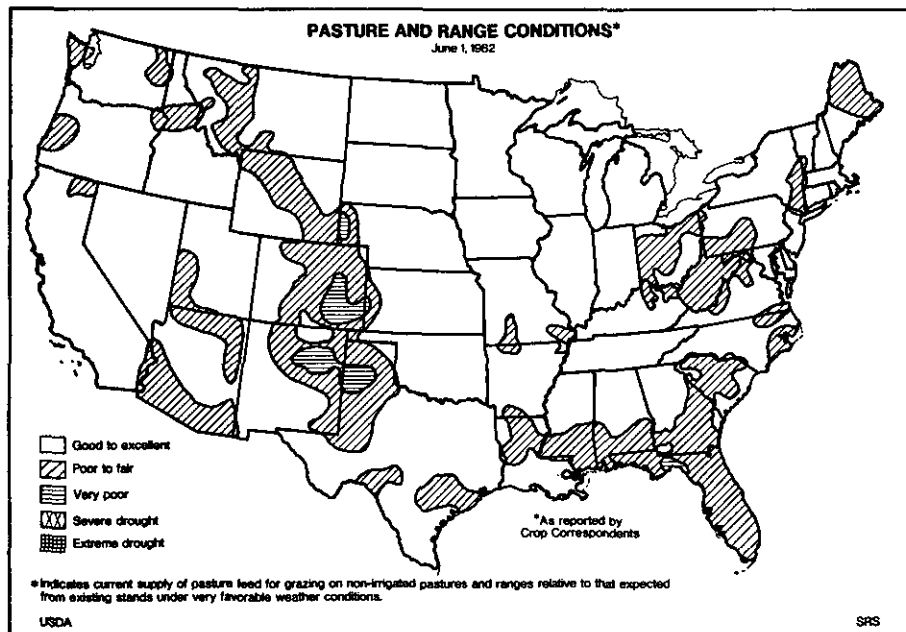 PASTURE AND RANGE CONDITIONS*
June 1, 1982
Good to excellent
Poor to fair
Very poor
Severe drought
Extreme drought
*As reported by
Crop Correspondents
*Indicates current supply of pasture feed for grazing on non-irrigated pastures and ranges relative to that expected
from existing stands under very favorable weather conditions.
USDA
SRS